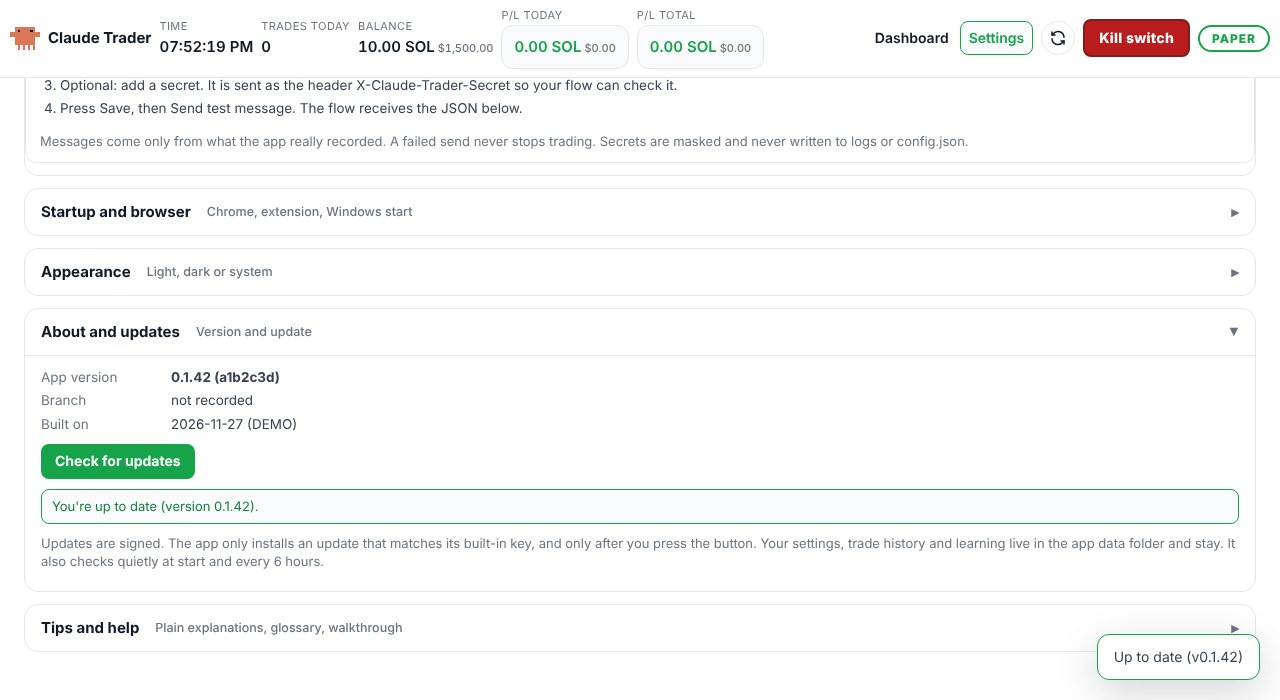 Claude Trader
TIME
07:52:19 PM
TRADES TODAY
0
BALANCE
10.00 SOL $1,500.00
P/L TODAY
0.00 SOL $0.00
P/L TOTAL
0.00 SOL $0.00
Dashboard
Settings
Kill switch
PAPER
3. Optional: add a secret. It is sent as the header X-Claude-Trader-Secret so your flow can check it.
4. Press Save, then Send test message. The flow receives the JSON below.
Messages come only from what the app really recorded. A failed send never stops trading. Secrets are masked and never written to logs or config.json.
Startup and browser Chrome, extension, Windows start
Appearance Light, dark or system
About and updates Version and update
App version 0.1.42 (a1b2c3d)
Branch not recorded
Built on 2026-11-27 (DEMO)
Check for updates
You're up to date (version 0.1.42).
Updates are signed. The app only installs an update that matches its built-in key, and only after you press the button. Your settings, trade history and learning live in the app data folder and stay. It
also checks quietly at start and every 6 hours.
Tips and help Plain explanations, glossary, walkthrough
Up to date (v0.1.42)